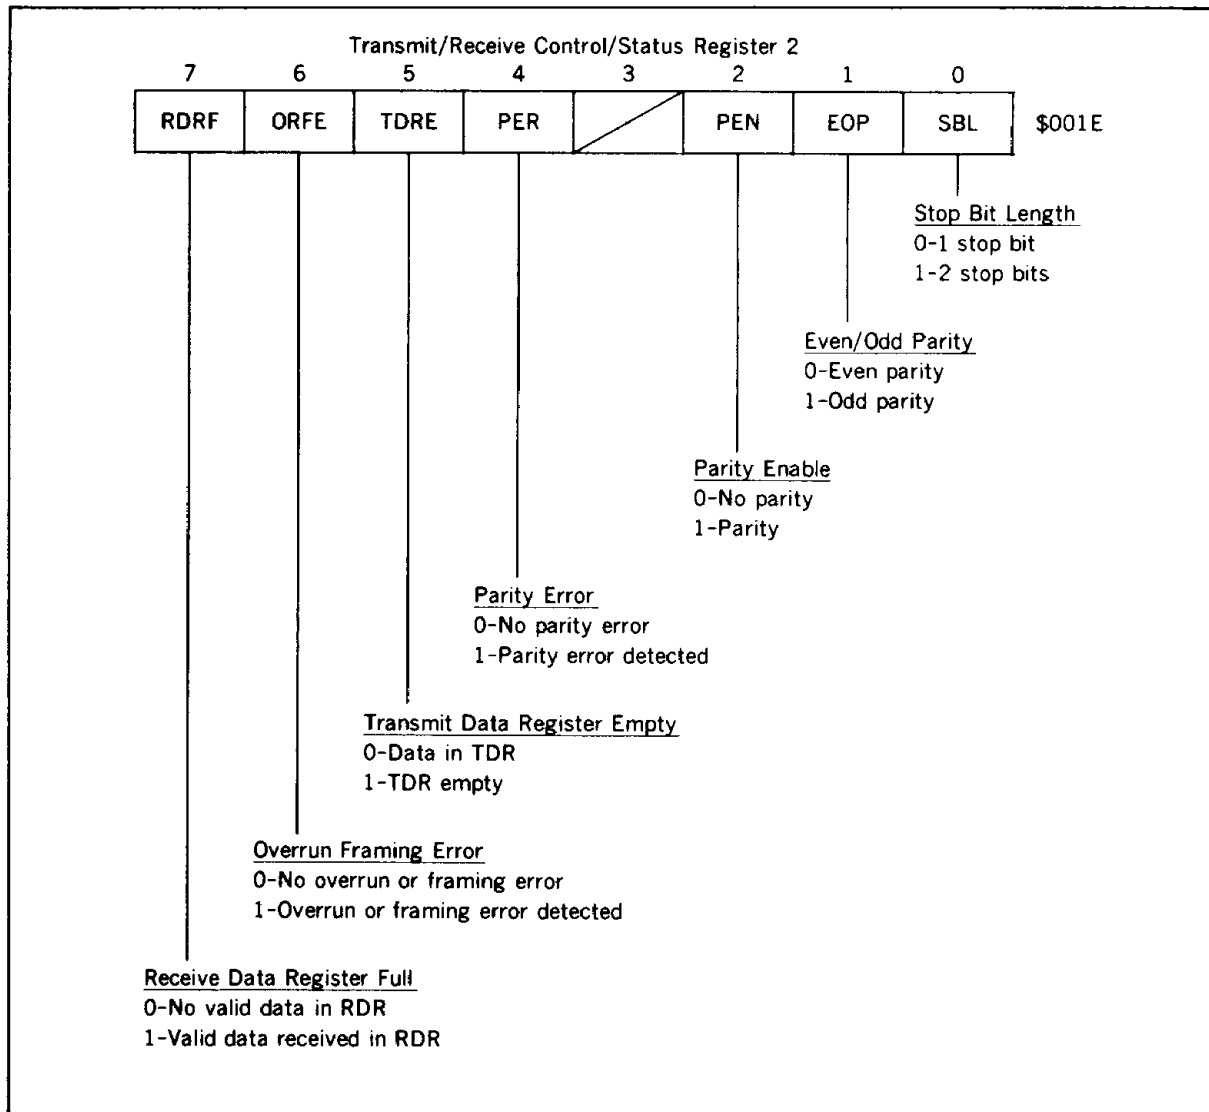 Transmit/Receive Control/Status Register 2
7 6 5 4 3 2 1 0
RDRF ORFE TDRE PER PEN EOP SBL $001E
Stop Bit Length
0-1 stop bit
1-2 stop bits
Even/Odd Parity
0-Even parity
1-Odd parity
Parity Enable
0-No parity
1-Parity
Parity Error
0-No parity error
1-Parity error detected
Transmit Data Register Empty
0-Data in TDR
1-TDR empty
Overrun Framing Error
0-No overrun or framing error
1-Overrun or framing error detected
Receive Data Register Full
0-No valid data in RDR
1-Valid data received in RDR